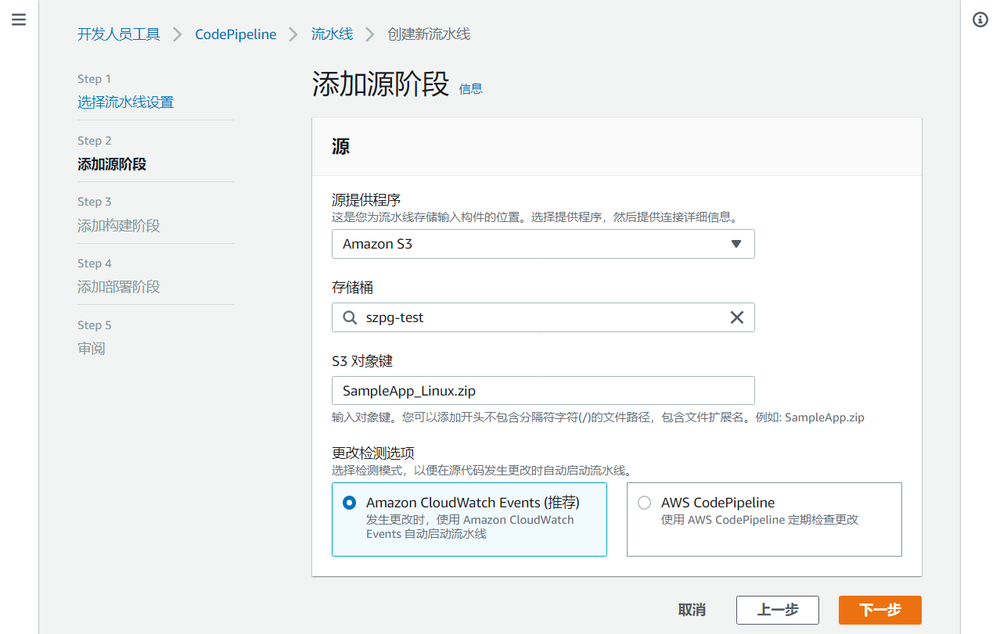 开发人员工具 > CodePipeline > 流水线 > 创建新流水线
Step 1
选择流水线设置
Step 2
添加源阶段
Step 3
添加构建阶段
Step 4
添加部署阶段
Step 5
审阅
添加源阶段 信息
源
源提供程序
这是您为流水线存储输入构件的位置。选择提供程序，然后提供连接详细信息。
Amazon S3
存储桶
szpg-test
S3 对象键
SampleApp_Linux.zip
输入对象键。您可以添加开头不包含分隔符字符(/)的文件路径，包含文件扩展名。例如: SampleApp.zip
更改检测选项
选择检测模式，以便在源代码发生更改时自动启动流水线。
Amazon CloudWatch Events (推荐)
发生更改时，使用 Amazon CloudWatch
Events 自动启动流水线
AWS CodePipeline
使用 AWS CodePipeline 定期检查更改
取消 上一步 下一步